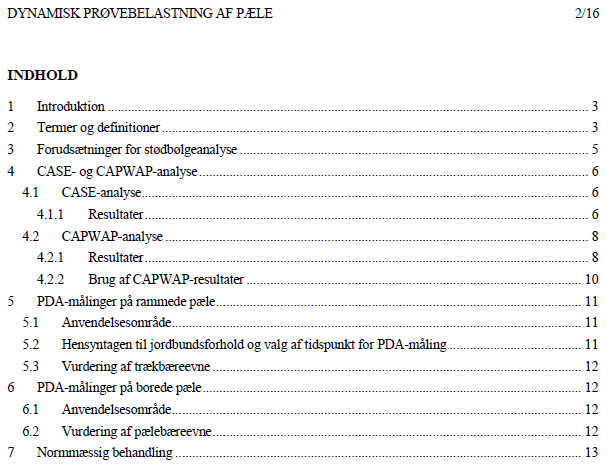 DYNAMISK PRØVEBELASTNING AF PÆLE 2/16
INDHOLD
1 Introduktion 3
2 Termer og definitioner 3
3 Forudsætninger for stødbølgeanalyse 5
4 CASE- og CAPWAP-analyse 6
4.1 CASE-analyse 6
4.1.1 Resultater 6
4.2 CAPWAP-analyse 8
4.2.1 Resultater 8
4.2.2 Brug af CAPWAP-resultater 10
5 PDA-målinger på rammede pæle 11
5.1 Anvendelsesområde 11
5.2 Hensyntagen til jordbundsforhold og valg af tidspunkt for PDA-måling 11
5.3 Vurdering af trækbæreevne 12
6 PDA-målinger på borede pæle 12
6.1 Anvendelsesområde 12
6.2 Vurdering af pælebæreevne 12
7 Normmæssig behandling 13